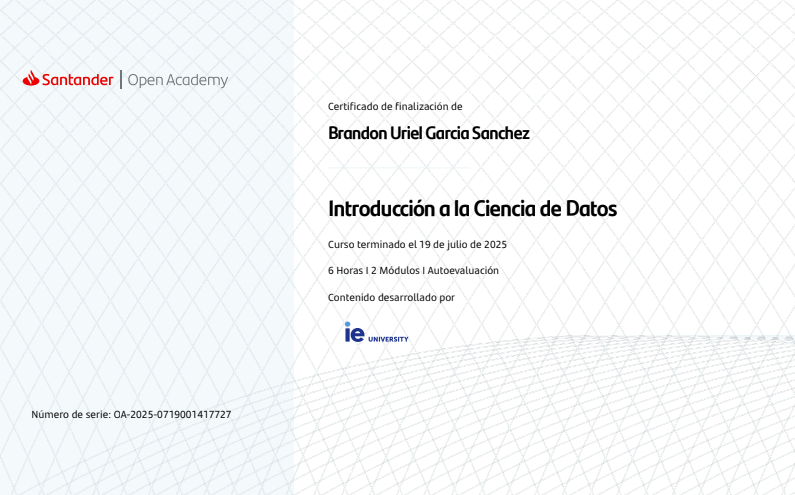 Santander | Open Academy
Certificado de finalización de
Brandon Uriel Garcia Sanchez
Introducción a la Ciencia de Datos
Curso terminado el 19 de julio de 2025
6 Horas I 2 Módulos I Autoevaluación
Contenido desarrollado por
ie UNIVERSITY
Número de serie: OA-2025-0719001417727